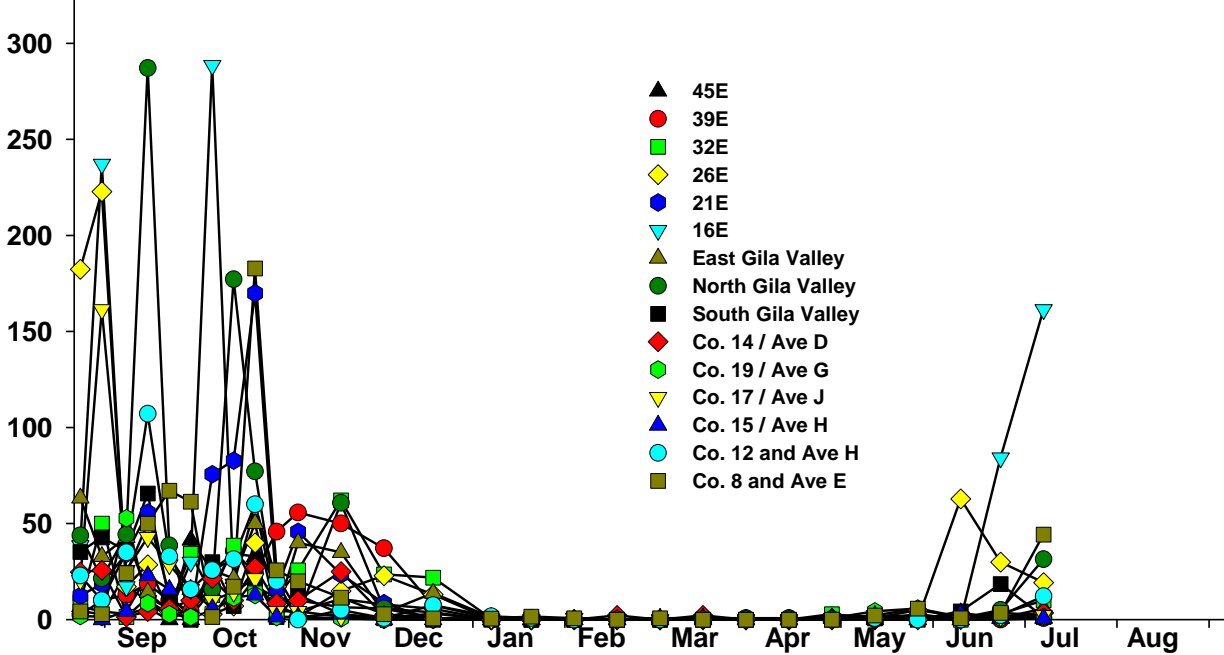 300
250
200
150
100
50
0
45E
39E
32E
26E
21E
16E
East Gila Valley
North Gila Valley
South Gila Valley
Co. 14 / Ave D
Co. 19 / Ave G
Co. 17 / Ave J
Co. 15 / Ave H
Co. 12 and Ave H
Co. 8 and Ave E
Sep Oct Nov Dec Jan Feb Mar Apr May Jun Jul Aug